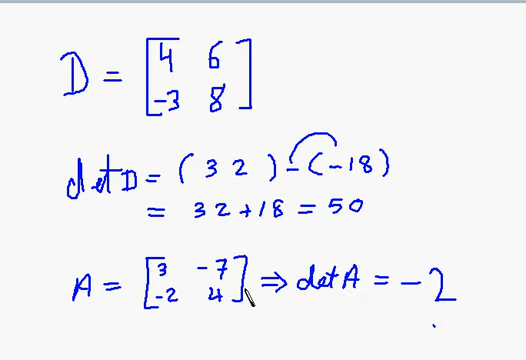 D = [4 6
-3 8]
det D = (32) - (-18)
= 32 + 18 = 50
A = [3 -7
-2 4] ⇒ det A = -2